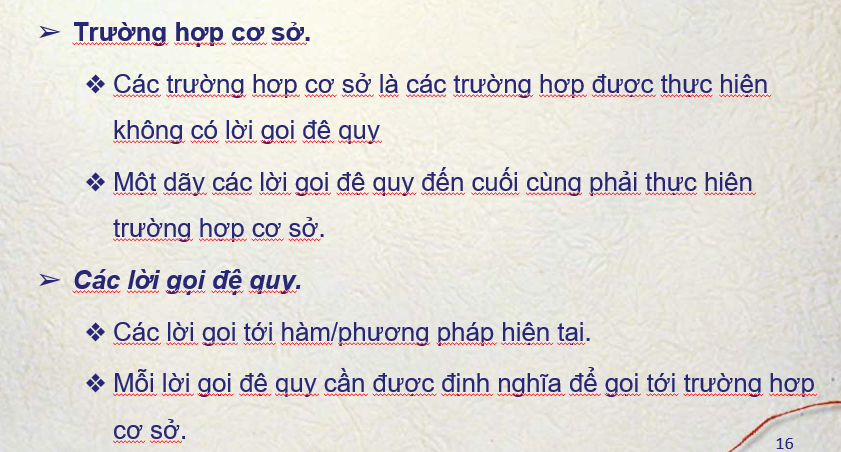 ➢ Trường hợp cơ sở.
❖ Các trường hợp cơ sở là các trường hợp được thực hiện
không có lời gọi đệ quy
❖ Một dãy các lời gọi đệ quy đến cuối cùng phải thực hiện
trường hợp cơ sở.
➢ Các lời gọi đệ quy.
❖ Các lời gọi tới hàm/phương pháp hiện tại.
❖ Mỗi lời gọi đệ quy cần được định nghĩa để gọi tới trường hợp
cơ sở.
16